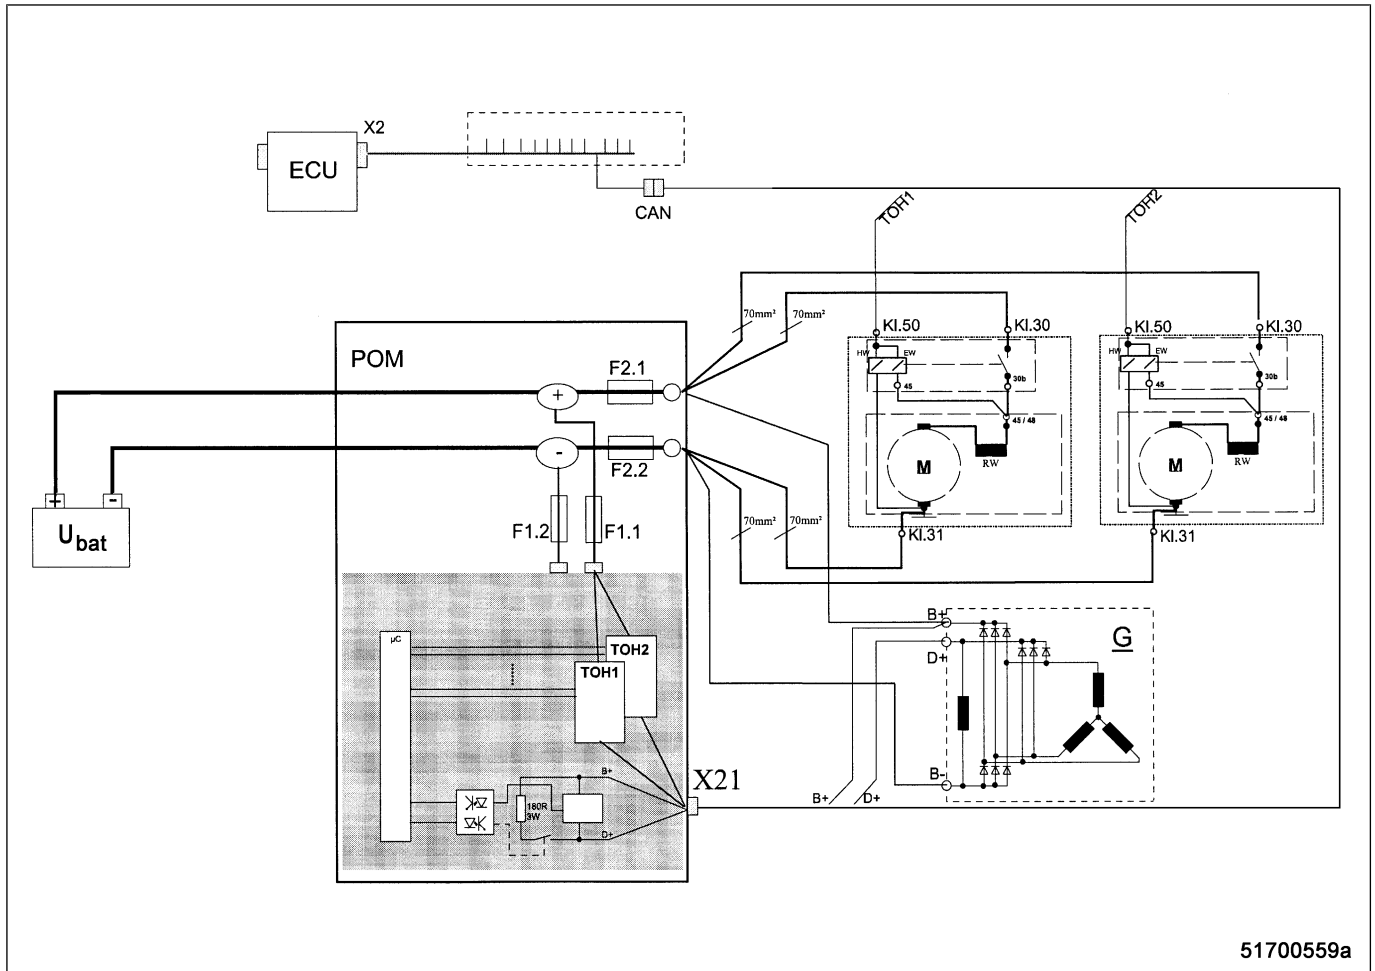 X2
ECU
CAN
TOH1
TOH2
70mm²
70mm²
Kl.50
Kl.30
Kl.50
Kl.30
HW
EW
HW
EW
30b
30b
45
45
45 / 48
45 / 48
POM
F2.1
+
-
F2.2
M
RW
M
RW
+
-
Ubat
F1.2
F1.1
70mm²
70mm²
Kl.31
Kl.31
µC
TOH2
TOH1
B+
G
D+
B-
X21
B+
D+
B+
180R
3W
D+
51700559a